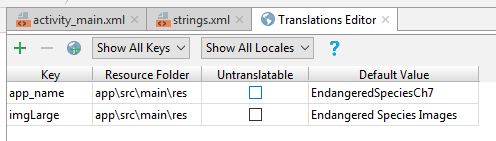 activity_main.xml strings.xml Translations Editor
Show All Keys Show All Locales ?
Key Resource Folder Untranslatable Default Value
app_name app\src\main\res EndangeredSpeciesCh7
imgLarge app\src\main\res Endangered Species Images